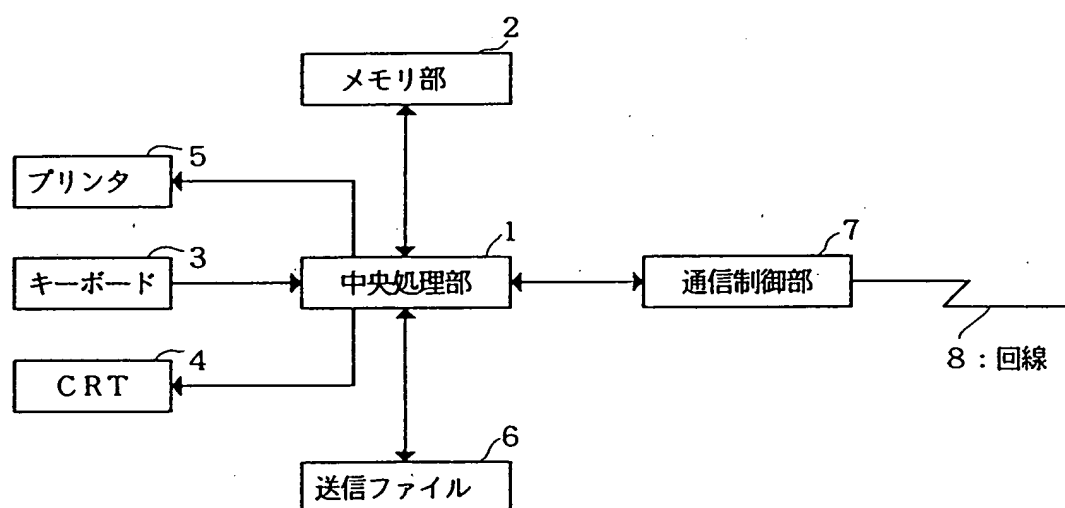 2
メモリ部
5
プリンタ
3
キーボード
1
中央処理部
7
通信制御部
4
CRT
8:回線
6
送信ファイル